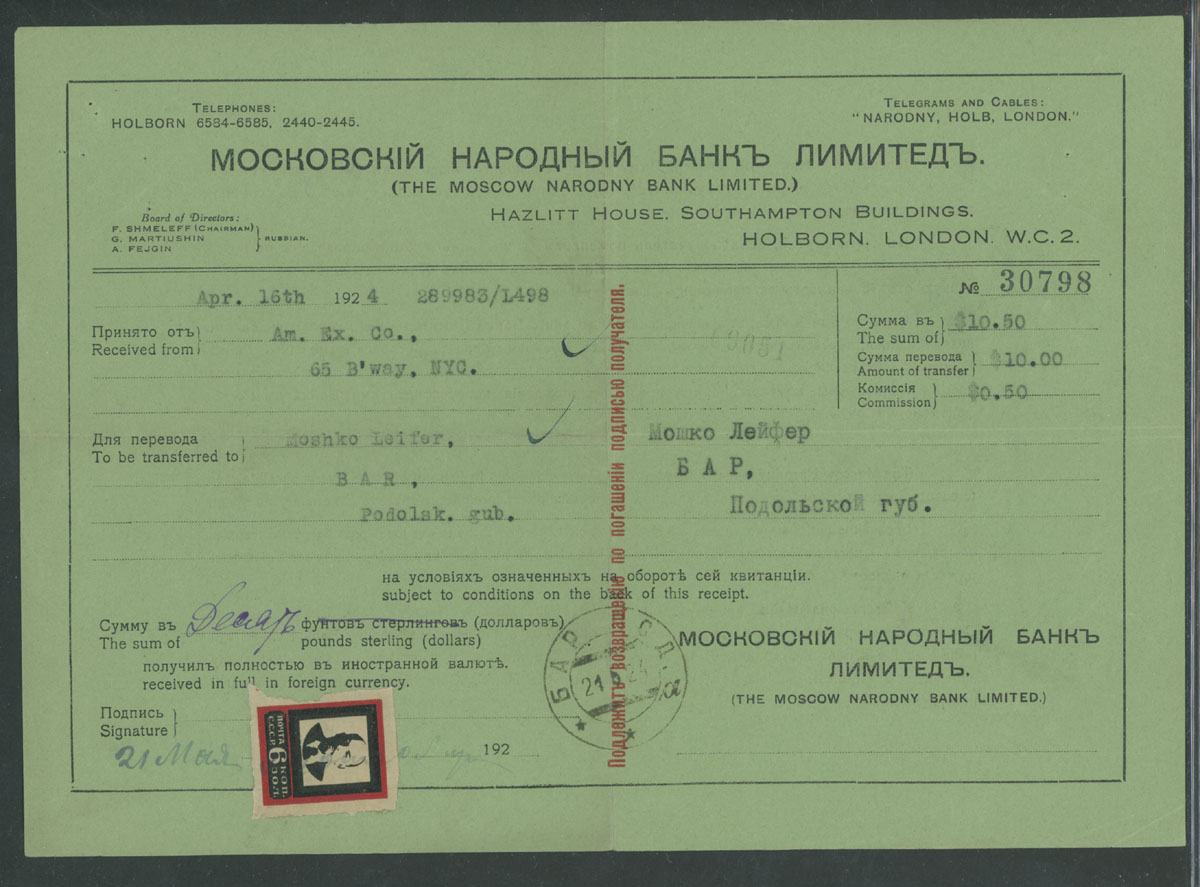 TELEPHONES:
HOLBORN 6584-6585, 2440-2445.
TELEGRAMS AND CABLES:
"NARODNY, HOLB, LONDON."
МОСКОВСКІЙ НАРОДНЫЙ БАНКЪ ЛИМИТЕДЪ.
(THE MOSCOW NARODNY BANK LIMITED.)
Board of Directors:
F. SHMELEFF (CHAIRMAN)
G. MARTIUSHIN
A. FEJGIN
RUSSIAN.
HAZLITT HOUSE, SOUTHAMPTON BUILDINGS.
HOLBORN, LONDON, W.C. 2.
Apr. 16th 1924 289983/L498
№ 30798
Принято отъ
Received from
Am. Ex. Co.,
65 B'way, NYC.
Сумма въ
The sum of
$10.50
Сумма перевода
Amount of transfer
$10.00
Комиссія
Commission
$0.50
Для перевода
To be transferred to
Moshko Leifer,
BAR,
Podolsk. gub.
Мошко Лейфер
БАР,
Подольской губ.
Подлежитъ возвращенію по погашеніи подписью получателя.
на условіяхъ означенныхъ на оборотѣ сей квитанціи.
subject to conditions on the back of this receipt.
Сумму въ Десять фунтовъ стерлинговъ (долларовъ)
The sum of pounds sterling (dollars)
получилъ полностью въ иностранной валютѣ.
received in full in foreign currency.
Подпись
Signature
21 Мая 192
БАР
21 5 24
ПОЧТА СССР
6 КОП. ЗОЛ.
МОСКОВСКІЙ НАРОДНЫЙ БАНКЪ
ЛИМИТЕДЪ.
(THE MOSCOW NARODNY BANK LIMITED.)